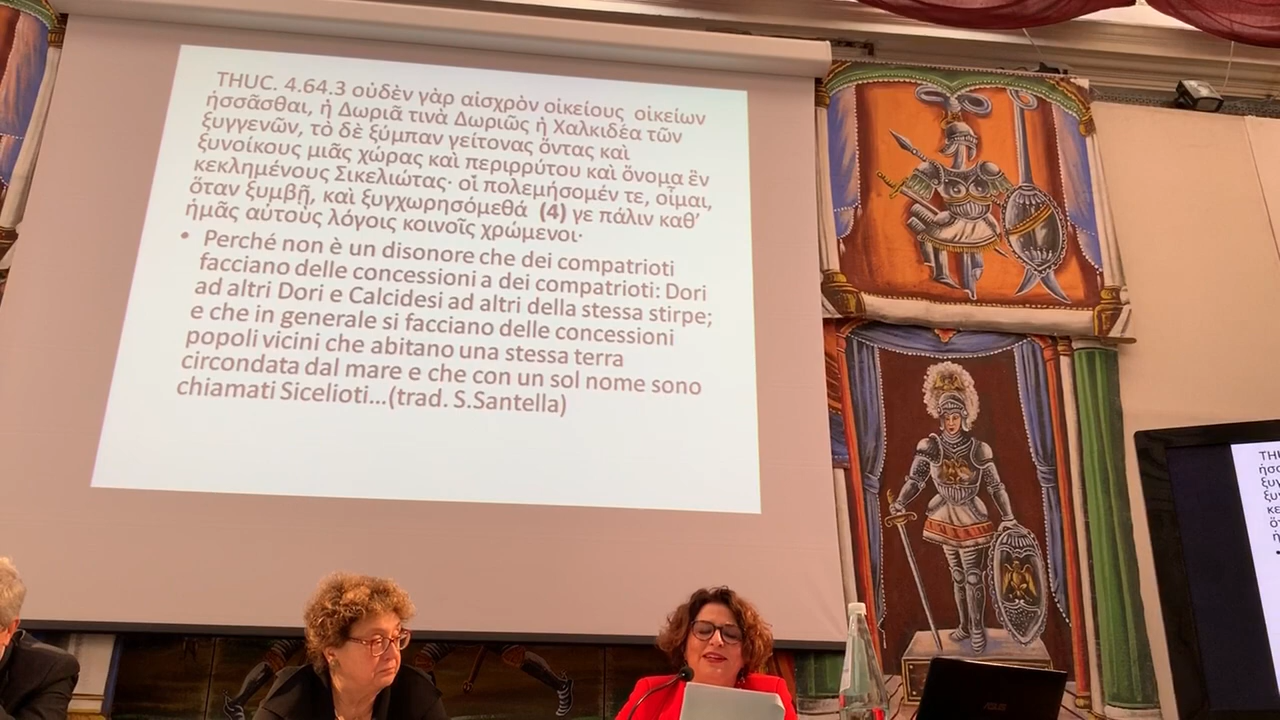 THUC. 4.64.3 οὐδὲν γὰρ αἰσχρὸν οἰκείους οἰκείων
ἡσσᾶσθαι, ἢ Δωριᾶ τινὰ Δωριῶς ἢ Χαλκιδέα τῶν
ξυγγενῶν, τὸ δὲ ξύμπαν γείτονας ὄντας καὶ
ξυνοίκους μιᾶς χώρας καὶ περιρρύτου καὶ ὄνομα ἓν
κεκλημένους Σικελιώτας· οἳ πολεμήσομέν τε, οἶμαι,
ὅταν ξυμβῇ, καὶ ξυγχωρησόμεθά (4) γε πάλιν καθ’
ἡμᾶς αὐτοὺς λόγοις κοινοῖς χρώμενοι·
• Perché non è un disonore che dei compatrioti
facciano delle concessioni a dei compatrioti: Dori
ad altri Dori e Calcidesi ad altri della stessa stirpe;
e che in generale si facciano delle concessioni
popoli vicini che abitano una stessa terra
circondata dal mare e che con un sol nome sono
chiamati Sicelioti...(trad. S.Santella)
ASUS